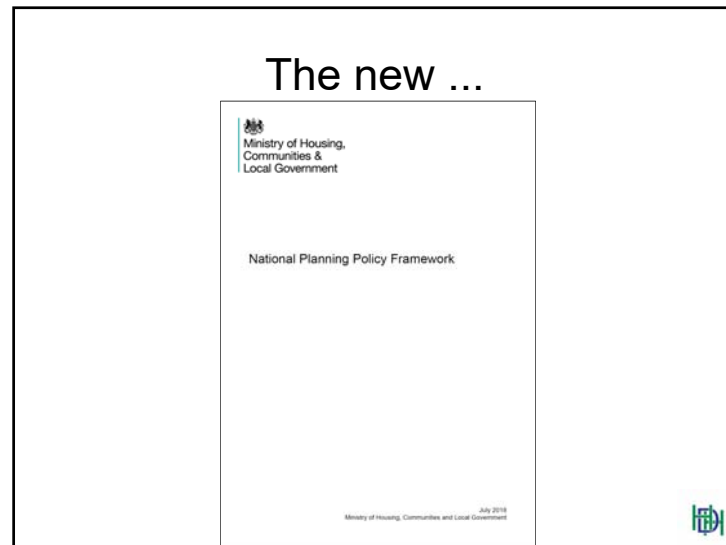 The new ...
Ministry of Housing,
Communities &
Local Government
National Planning Policy Framework
July 2018
Ministry of Housing, Communities and Local Government
HDH